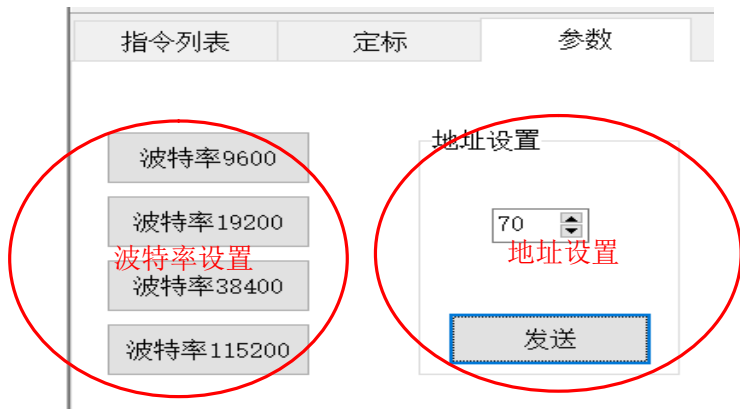 指令列表
定标
参数
波特率9600
波特率19200
波特率设置
波特率38400
波特率115200
地址设置
70
地址设置
发送